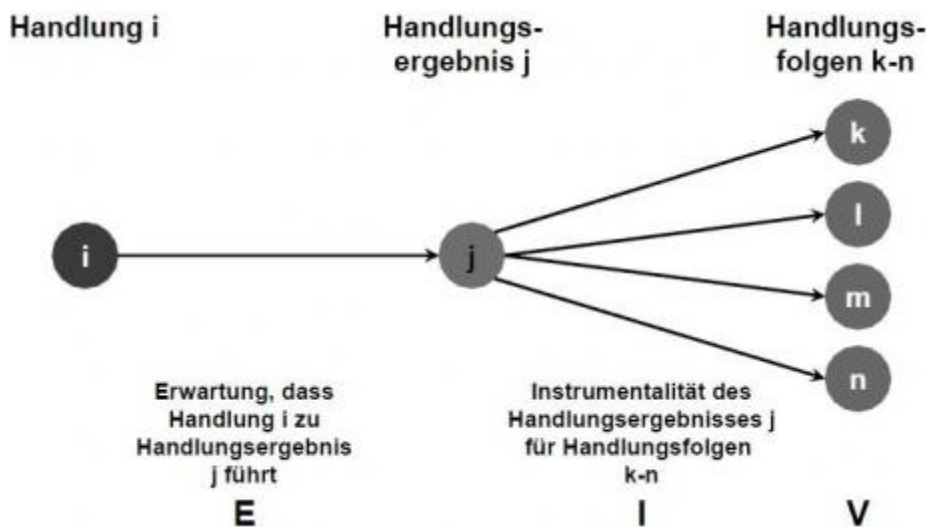 Handlung i
Handlungs-
ergebnis j
Handlungs-
folgen k-n
k
l
i
j
m
n
Erwartung, dass
Handlung i zu
Handlungsergebnis
j führt
E
Instrumentalität des
Handlungsergebnisses j
für Handlungsfolgen
k-n
I
V